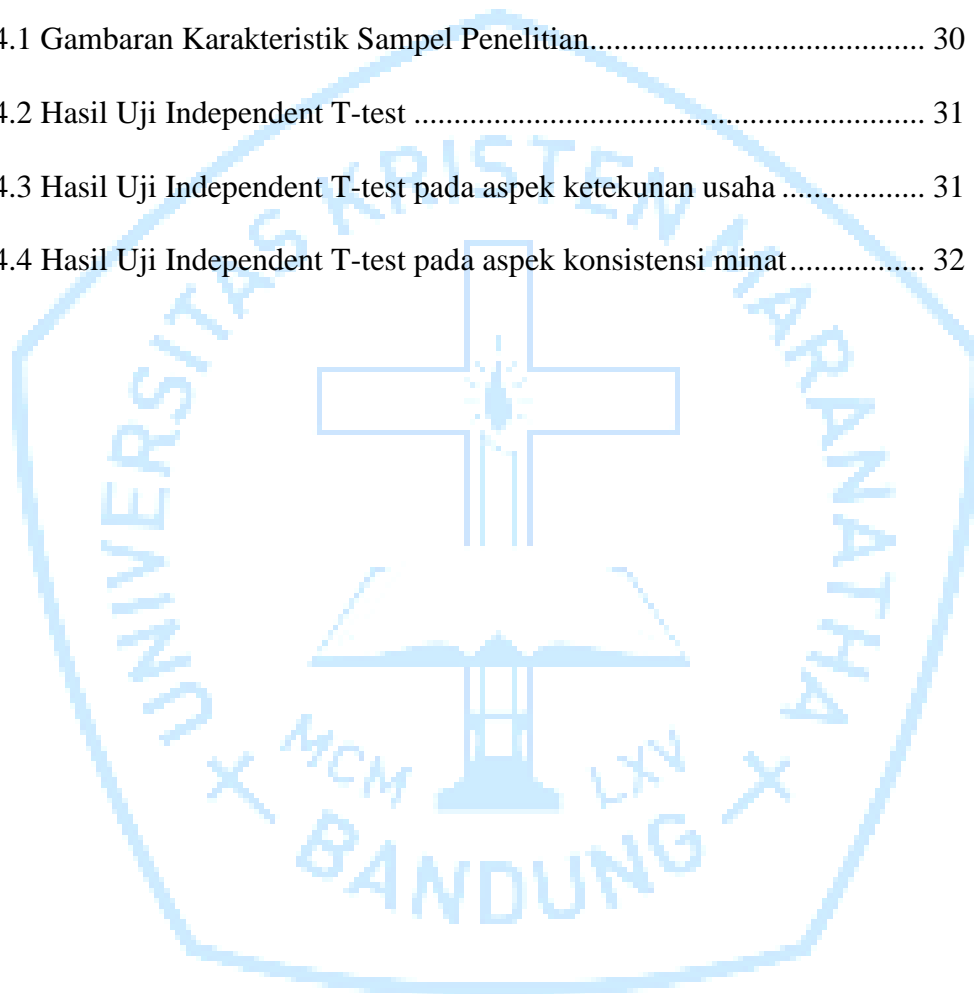 4.1 Gambaran Karakteristik Sampel Penelitian.................................... 30
4.2 Hasil Uji Independent T-test ....................................................... 31
4.3 Hasil Uji Independent T-test pada aspek ketekunan usaha ............... 31
4.4 Hasil Uji Independent T-test pada aspek konsistensi minat................ 32
UNIVERSITAS KRISTEN MARANATHA
MCM LXV
BANDUNG